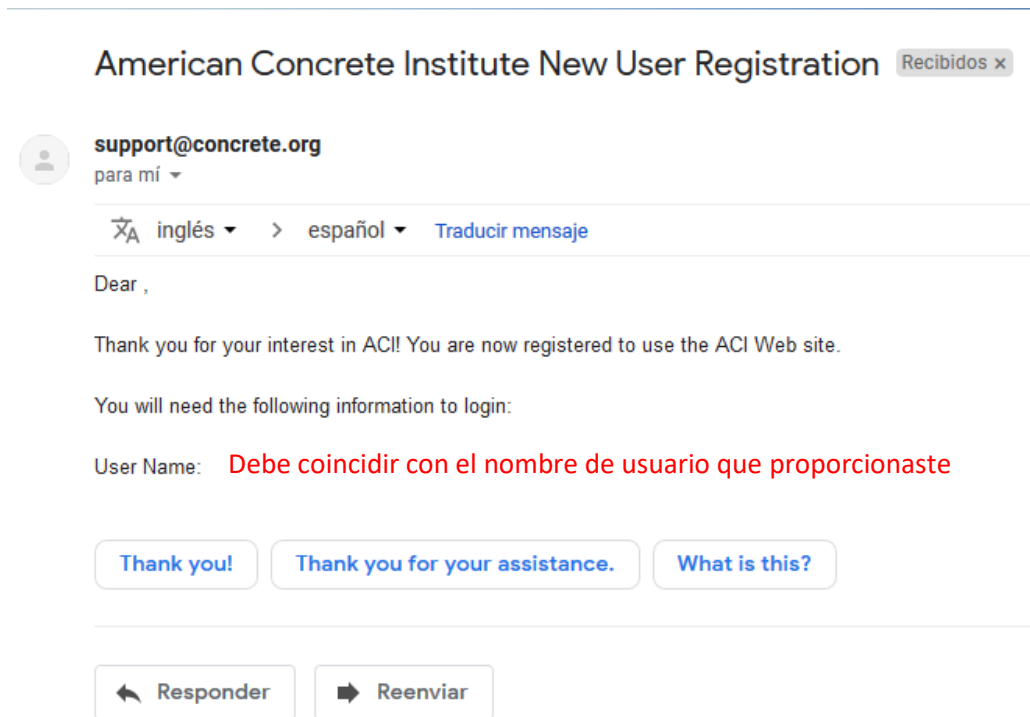 American Concrete Institute New User Registration Recibidos x
support@concrete.org
para mí
inglés > español Traducir mensaje
Dear ,
Thank you for your interest in ACI! You are now registered to use the ACI Web site.
You will need the following information to login:
User Name: Debe coincidir con el nombre de usuario que proporcionaste
Thank you! Thank you for your assistance. What is this?
Responder Reenviar